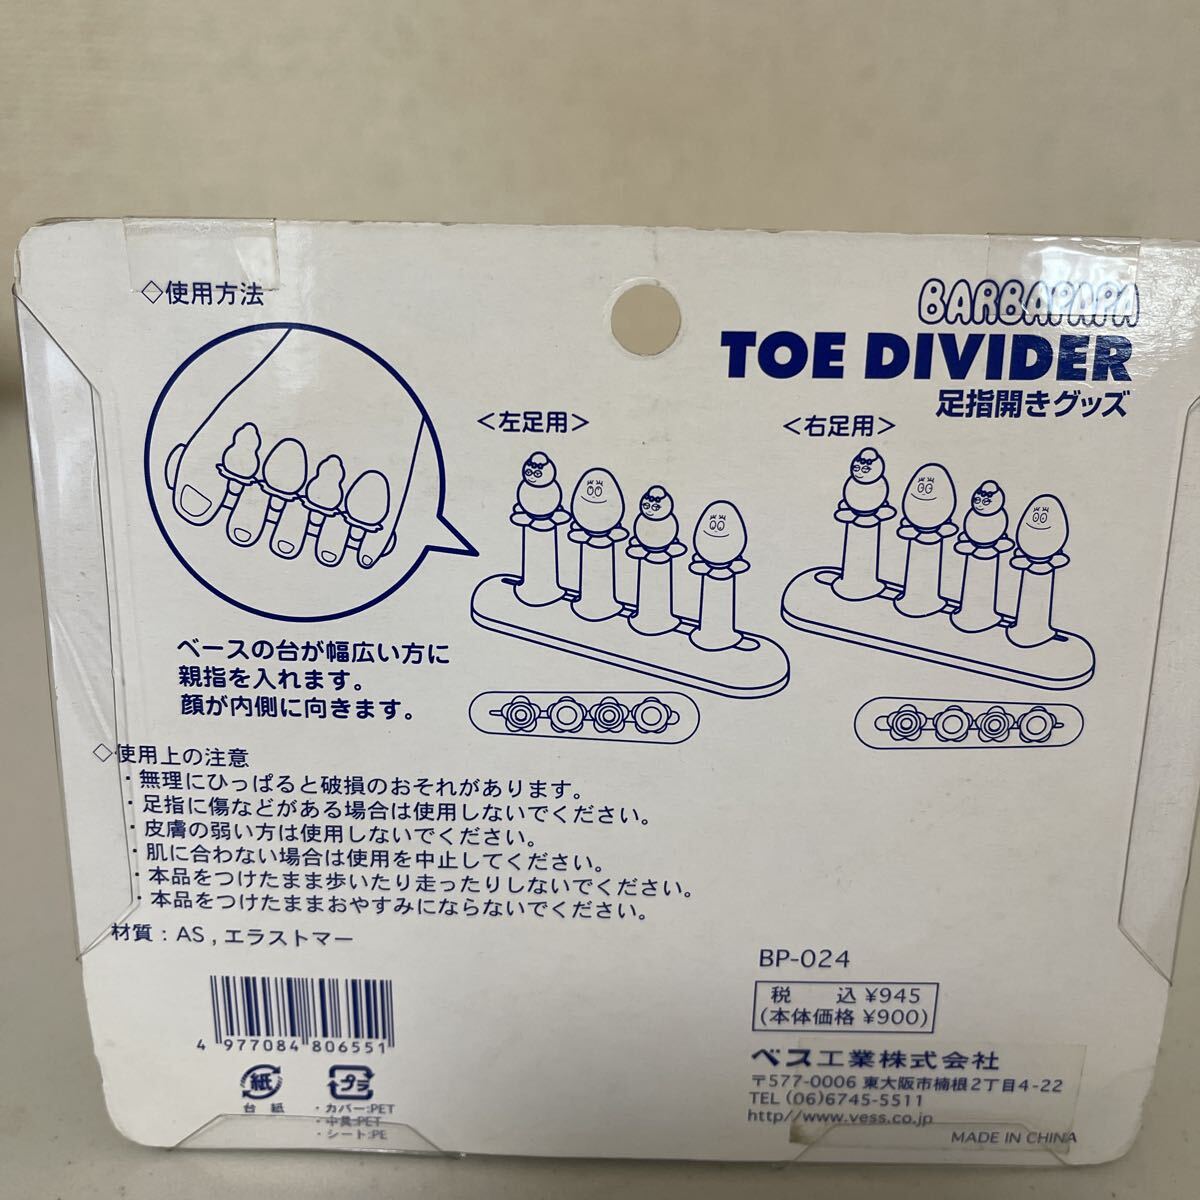 ◇使用方法
BARBAPAPA
TOE DIVIDER
足指開きグッズ
<左足用>
<右足用>
ベースの台が幅広い方に
親指を入れます。
顔が内側に向きます。
◇使用上の注意
・無理にひっぱると破損のおそれがあります。
・足指に傷などがある場合は使用しないでください。
・皮膚の弱い方は使用しないでください。
・肌に合わない場合は使用を中止してください。
・本品をつけたまま歩いたり走ったりしないでください。
・本品をつけたままおやすみにならないでください。
材質：AS，エラストマー
4 977084 806551
紙
台 紙
プラ
・カバー:PET
・中貴:PET
・シート:PE
BP-024
税 込 ¥945
(本体価格 ¥900)
ベス工業株式会社
〒577-0006 東大阪市楠根2丁目4-22
TEL (06)6745-5511
http//www.vess.co.jp
MADE IN CHINA